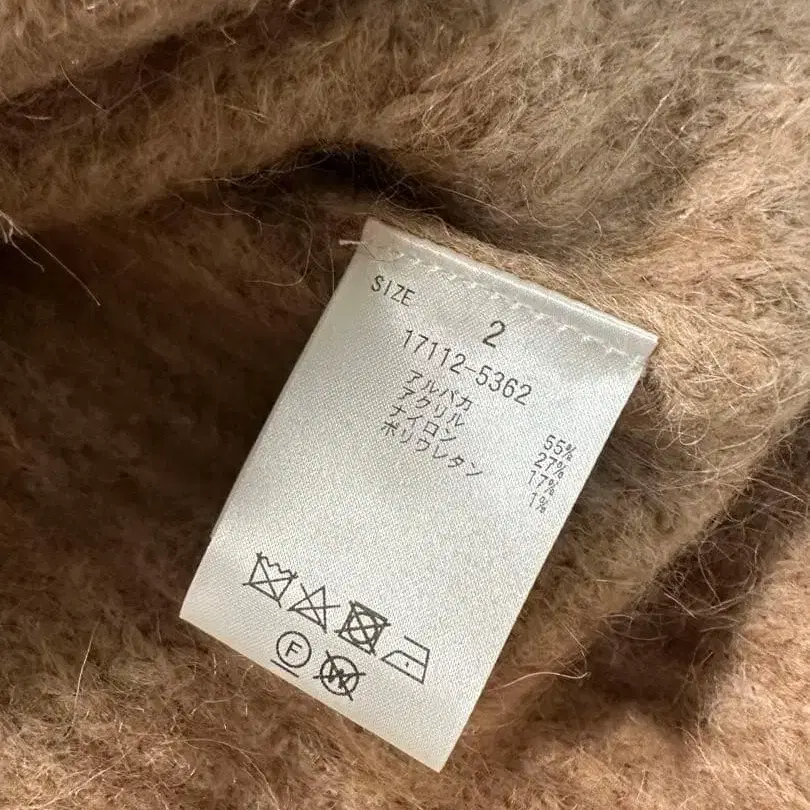 SIZE
2
17112-5362
アルパカ 55%
アクリル 27%
ナイロン 17%
ポリウレタン 1%
F W